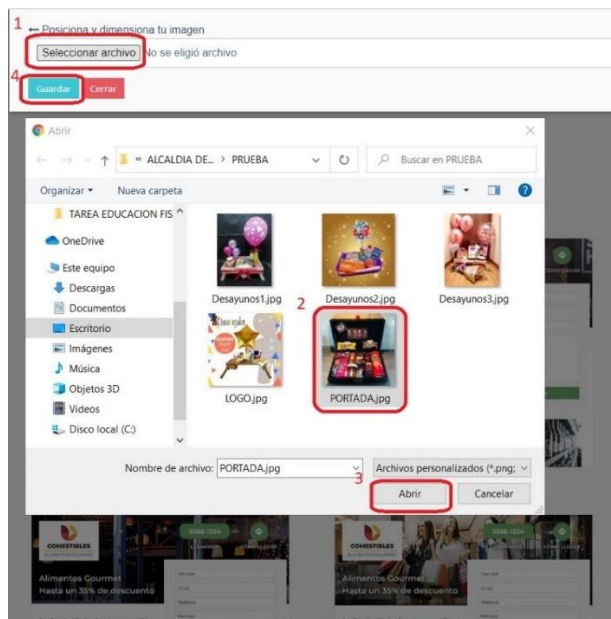 1
← Posiciona y dimensiona tu imagen
Seleccionar archivo No se eligió archivo
4
Guardar Cerrar
Abrir
« ALCALDIA DE... > PRUEBA
Buscar en PRUEBA
Organizar Nueva carpeta
TAREA EDUCACION FIS
OneDrive
Este equipo
Descargas
Documentos
Escritorio
Imágenes
Música
Objetos 3D
Videos
Disco local (C:)
Desayunos1.jpg Desayunos2.jpg Desayunos3.jpg
2
LOGO.jpg PORTADA.jpg
Nombre de archivo: PORTADA.jpg Archivos personalizados (*.png;
3
Abrir Cancelar
COMESTIBLES
Alimentos Gourmet
Hasta un 35% de descuento
COMESTIBLES
Alimentos Gourmet
Hasta un 35% de descuento